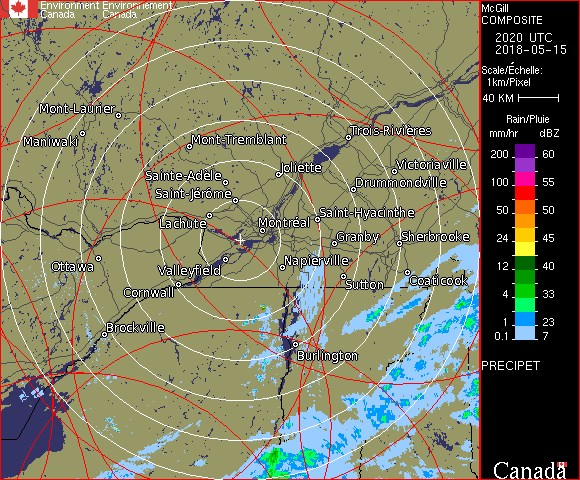 Environment Environnement
Canada Canada
McGill
COMPOSITE
2020 UTC
2018-05-15
Scale/Échelle:
1km/Pixel
40 KM
Rain/Pluie
mm/hr dBZ
200 60
155
100 55
50 50
24 45
12 40
4 33
1 23
0.1 7
PRECIPET
Canada
Mont-Laurier
Maniwaki
Mont-Tremblant
Trois-Rivières
Sainte-Adèle
Joliette
Victoriaville
Saint-Jérôme
Drummondville
Lachute
Montréal
Saint-Hyacinthe
Granby
Sherbrooke
Ottawa
Valleyfield
Napierville
Cornwall
Sutton
Coaticook
Brockville
Burlington